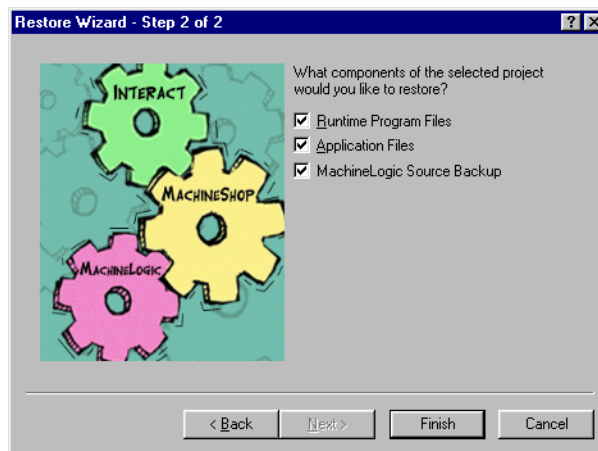 Restore Wizard - Step 2 of 2
?
INTERACT
MACHINESHOP
MACHINELOGIC
What components of the selected project
would you like to restore?
Runtime Program Files
Application Files
MachineLogic Source Backup
< Back
Next >
Finish
Cancel